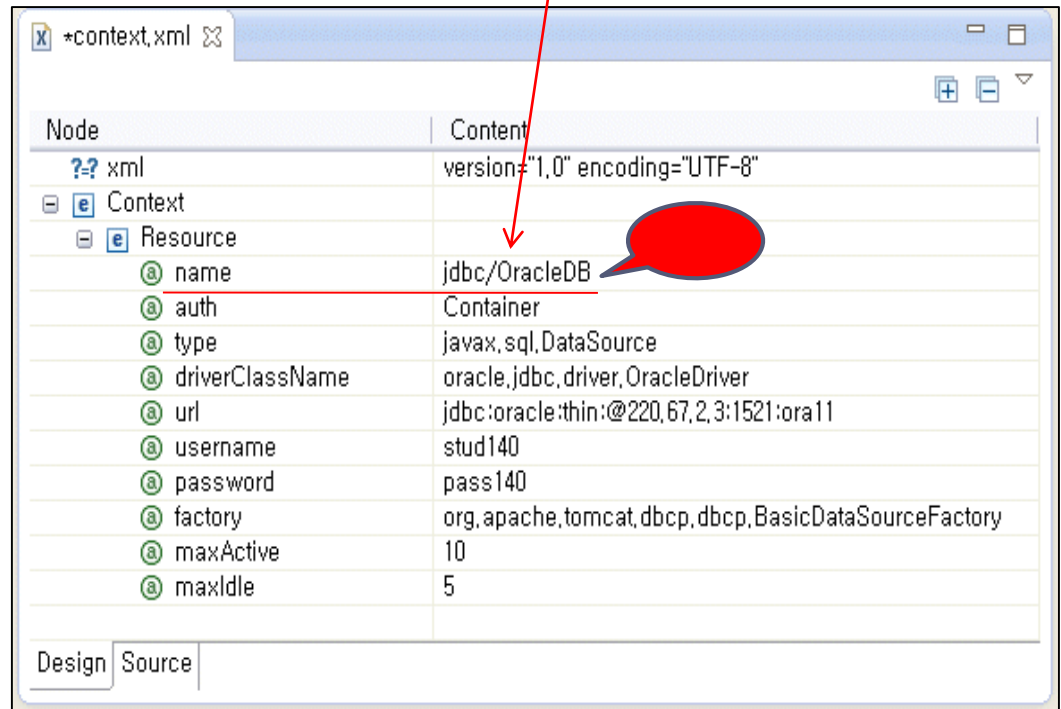 *context,xml
Node Content
?=? xml version="1,0" encoding="UTF-8"
e Context
e Resource
a name jdbc/OracleDB
a auth Container
a type javax,sql,DataSource
a driverClassName oracle,jdbc,driver,OracleDriver
a url jdbc:oracle:thin:@220,67,2,3:1521:ora11
a username stud140
a password pass140
a factory org,apache,tomcat,dbcp,dbcp,BasicDataSourceFactory
a maxActive 10
a maxIdle 5
Design Source